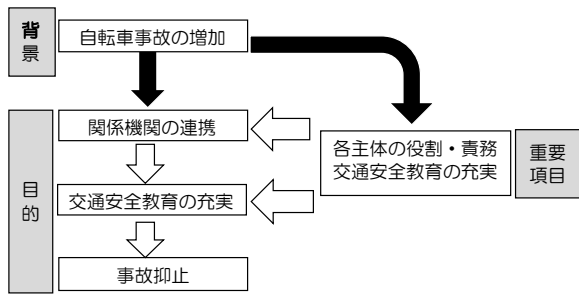 背景
自転車事故の増加
関係機関の連携
各主体の役割・責務
交通安全教育の充実
重要
項目
目的
交通安全教育の充実
事故抑止